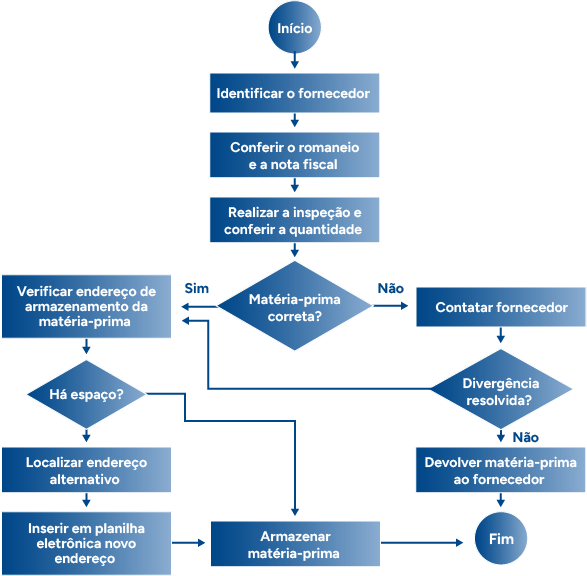 Início
Identificar o fornecedor
Conferir o romaneio
e a nota fiscal
Realizar a inspeção e
conferir a quantidade
Matéria-prima
correta?
Sim
Não
Verificar endereço de
armazenamento da
matéria-prima
Contatar fornecedor
Há espaço?
Divergência
resolvida?
Não
Localizar endereço
alternativo
Devolver matéria-prima
ao fornecedor
Inserir em planilha
eletrônica novo
endereço
Armazenar
matéria-prima
Fim